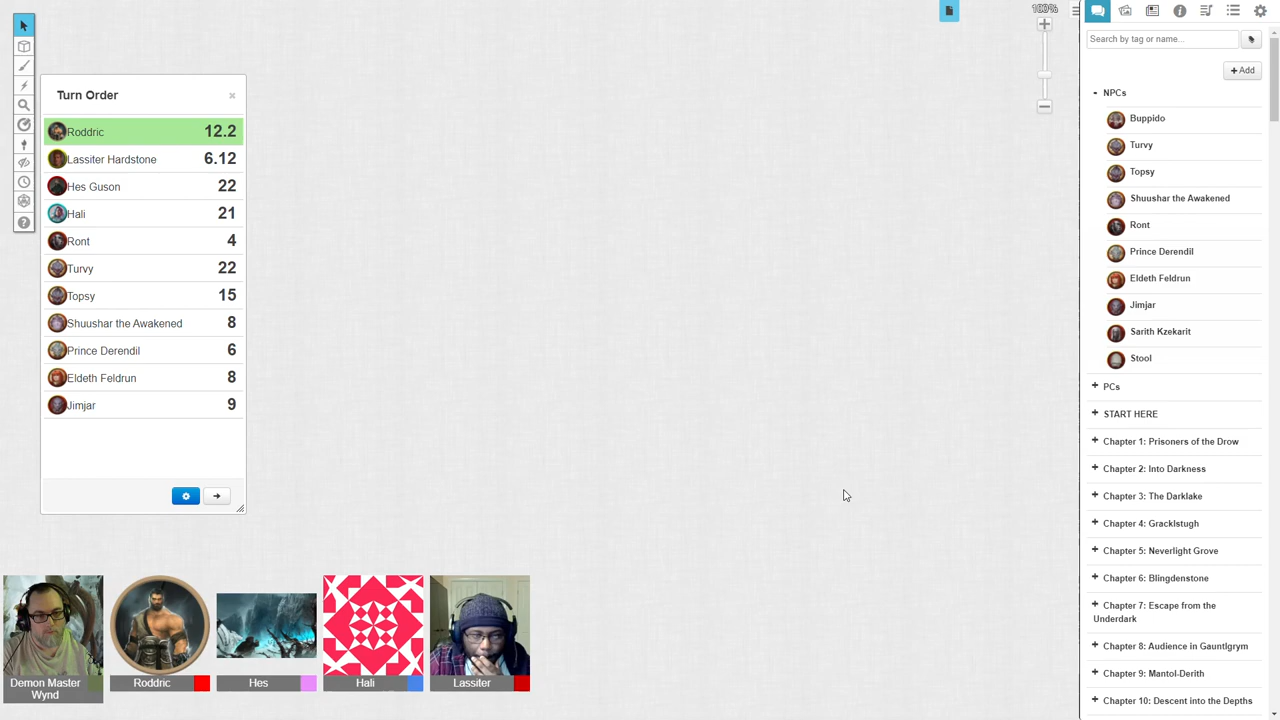 100%
Turn Order
×
Roddric 12.2
Lassiter Hardstone 6.12
Hes Guson 22
Hali 21
Ront 4
Turvy 22
Topsy 15
Shuushar the Awakened 8
Prince Derendil 6
Eldeth Feldrun 8
Jimjar 9
Demon Master
Wynd
Roddric
Hes
Hali
Lassiter
Search by tag or name...
+ Add
NPCs
Buppido
Turvy
Topsy
Shuushar the Awakened
Ront
Prince Derendil
Eldeth Feldrun
Jimjar
Sarith Kzekarit
Stool
PCs
START HERE
Chapter 1: Prisoners of the Drow
Chapter 2: Into Darkness
Chapter 3: The Darklake
Chapter 4: Gracklstugh
Chapter 5: Neverlight Grove
Chapter 6: Blingdenstone
Chapter 7: Escape from the
Underdark
Chapter 8: Audience in Gauntlgrym
Chapter 9: Mantol-Derith
Chapter 10: Descent into the Depths